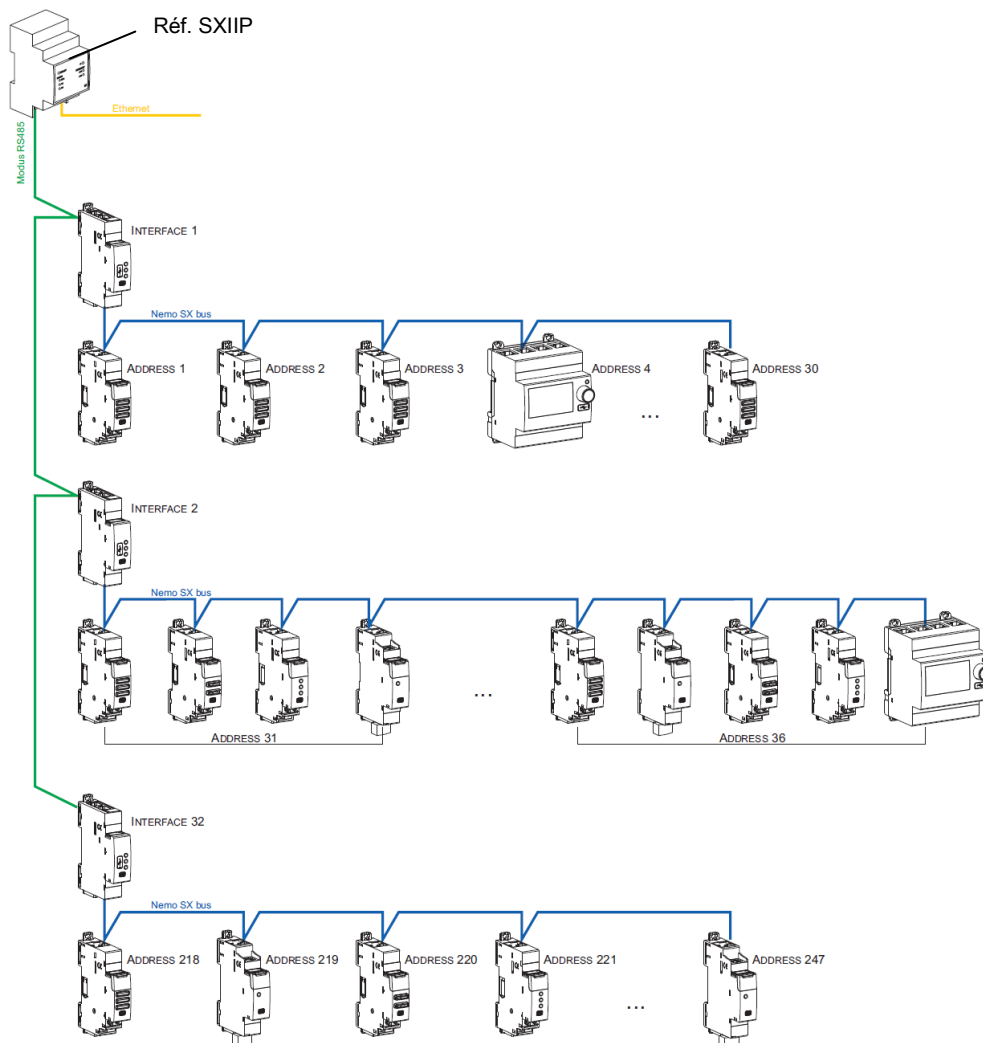 Réf. SXIIP
Ethernet
Modus RS485
INTERFACE 1
Nemo SX bus
ADDRESS 1
ADDRESS 2
ADDRESS 3
ADDRESS 4
ADDRESS 30
...
INTERFACE 2
Nemo SX bus
...
ADDRESS 31
ADDRESS 36
INTERFACE 32
Nemo SX bus
ADDRESS 218
ADDRESS 219
ADDRESS 220
ADDRESS 221
ADDRESS 247
...